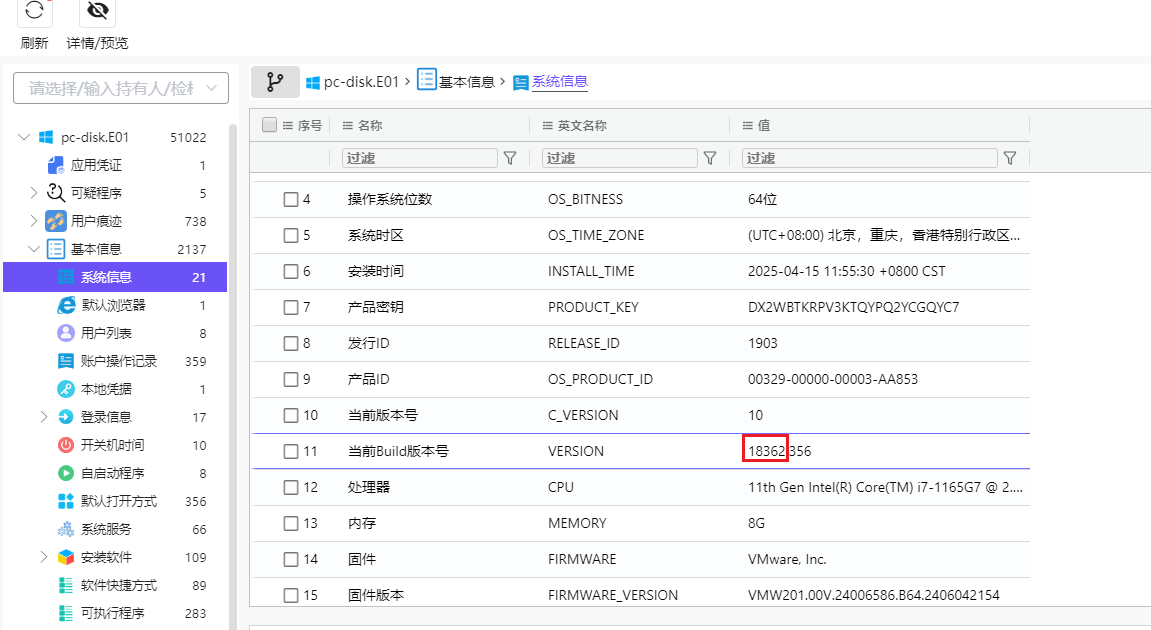 刷新 详情/预览
请选择/输入持有人/检材
pc-disk.E01 基本信息 系统信息
pc-disk.E01 51022
应用凭证 1
可疑程序 5
用户痕迹 738
基本信息 2137
系统信息 21
默认浏览器 1
用户列表 8
账户操作记录 359
本地凭据 1
登录信息 17
开关机时间 10
自启动程序 8
默认打开方式 356
系统服务 66
安装软件 109
软件快捷方式 89
可执行程序 283
序号 名称 英文名称 值
过滤 过滤 过滤
4 操作系统位数 OS_BITNESS 64位
5 系统时区 OS_TIME_ZONE (UTC+08:00) 北京，重庆，香港特别行政区...
6 安装时间 INSTALL_TIME 2025-04-15 11:55:30 +0800 CST
7 产品密钥 PRODUCT_KEY DX2WBTKRPV3KTQYPQ2YCGQYC7
8 发行ID RELEASE_ID 1903
9 产品ID OS_PRODUCT_ID 00329-00000-00003-AA853
10 当前版本号 C_VERSION 10
11 当前Build版本号 VERSION 18362.356
12 处理器 CPU 11th Gen Intel(R) Core(TM) i7-1165G7 @ 2....
13 内存 MEMORY 8G
14 固件 FIRMWARE VMware, Inc.
15 固件版本 FIRMWARE_VERSION VMW201.00V.24006586.B64.2406042154